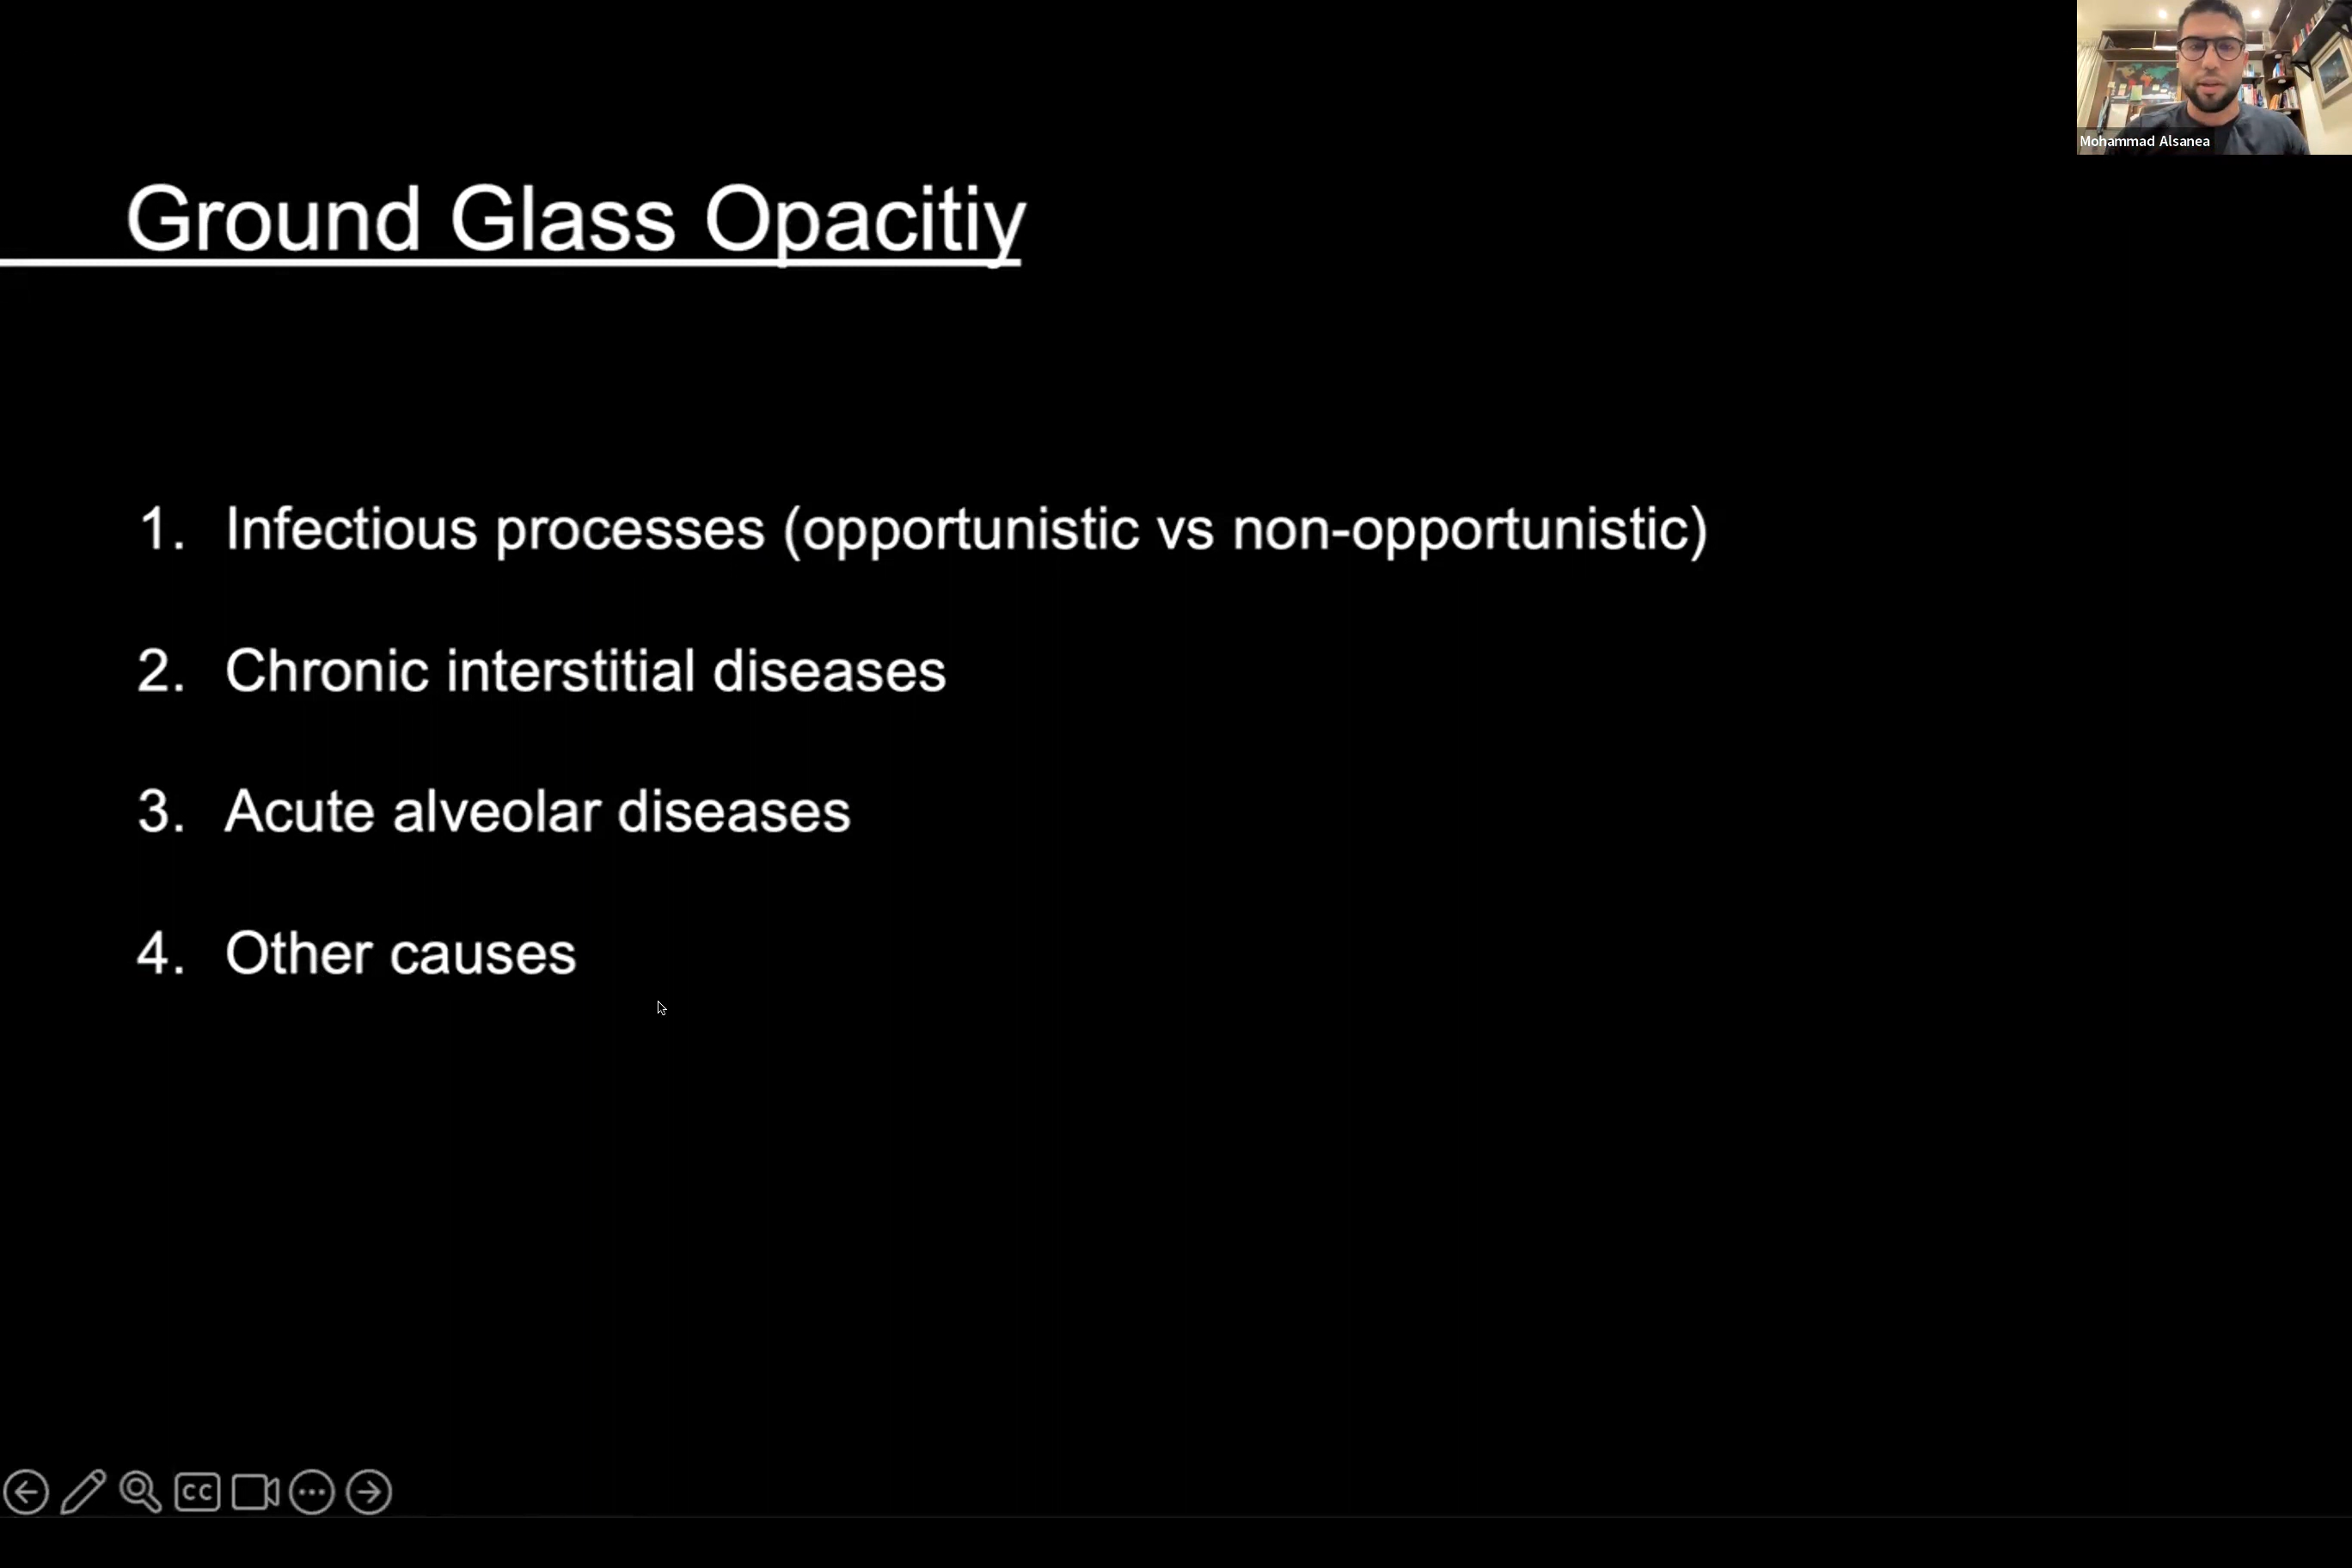 Mohammad Alsanea
Ground Glass Opacitiy
1. Infectious processes (opportunistic vs non-opportunistic)
2. Chronic interstitial diseases
3. Acute alveolar diseases
4. Other causes
CC